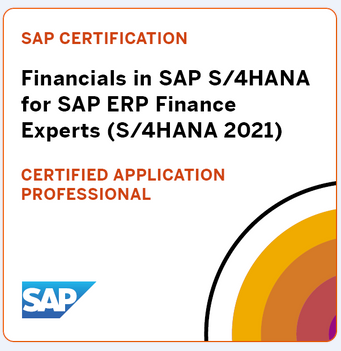 SAP CERTIFICATION
Financials in SAP S/4HANA
for SAP ERP Finance
Experts (S/4HANA 2021)
CERTIFIED APPLICATION
PROFESSIONAL
SAP